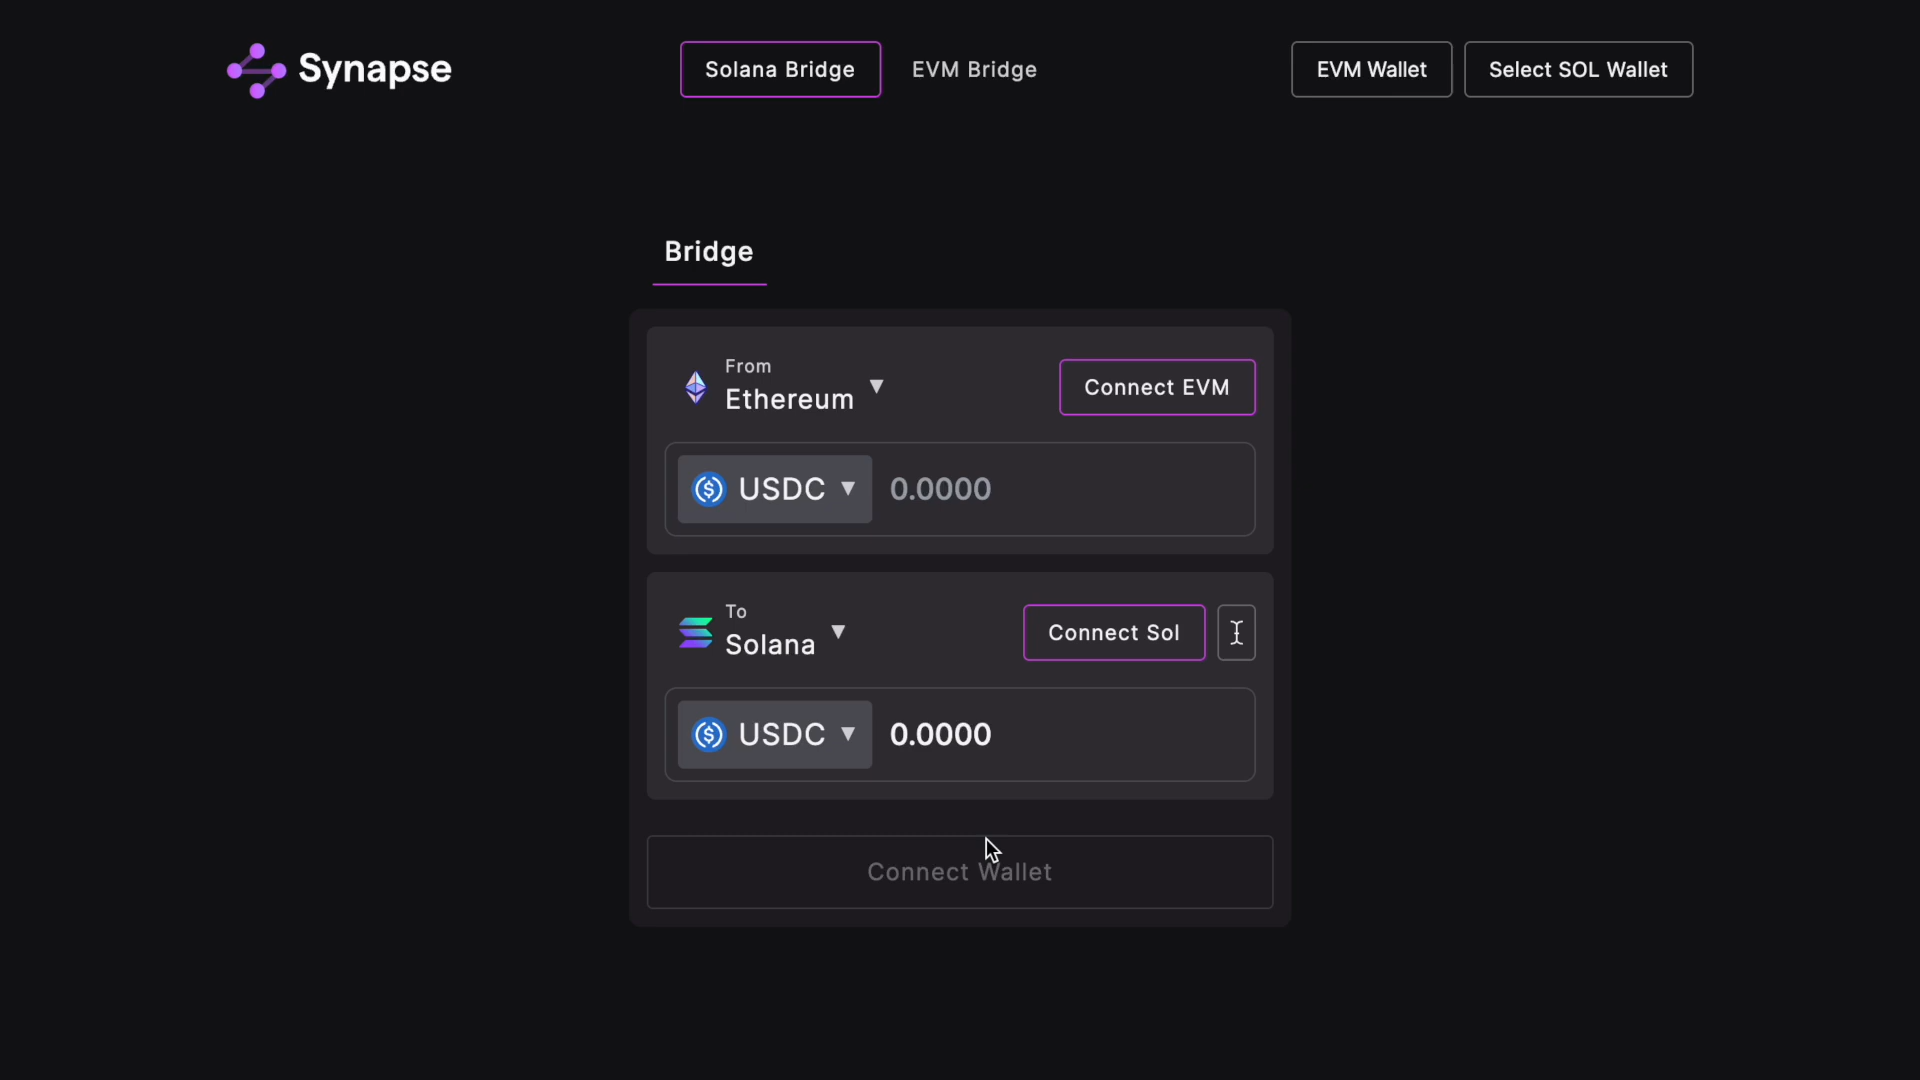 Synapse
Solana Bridge
EVM Bridge
EVM Wallet
Select SOL Wallet
Bridge
From
Ethereum
Connect EVM
USDC
0.0000
To
Solana
Connect Sol
USDC
0.0000
Connect Wallet